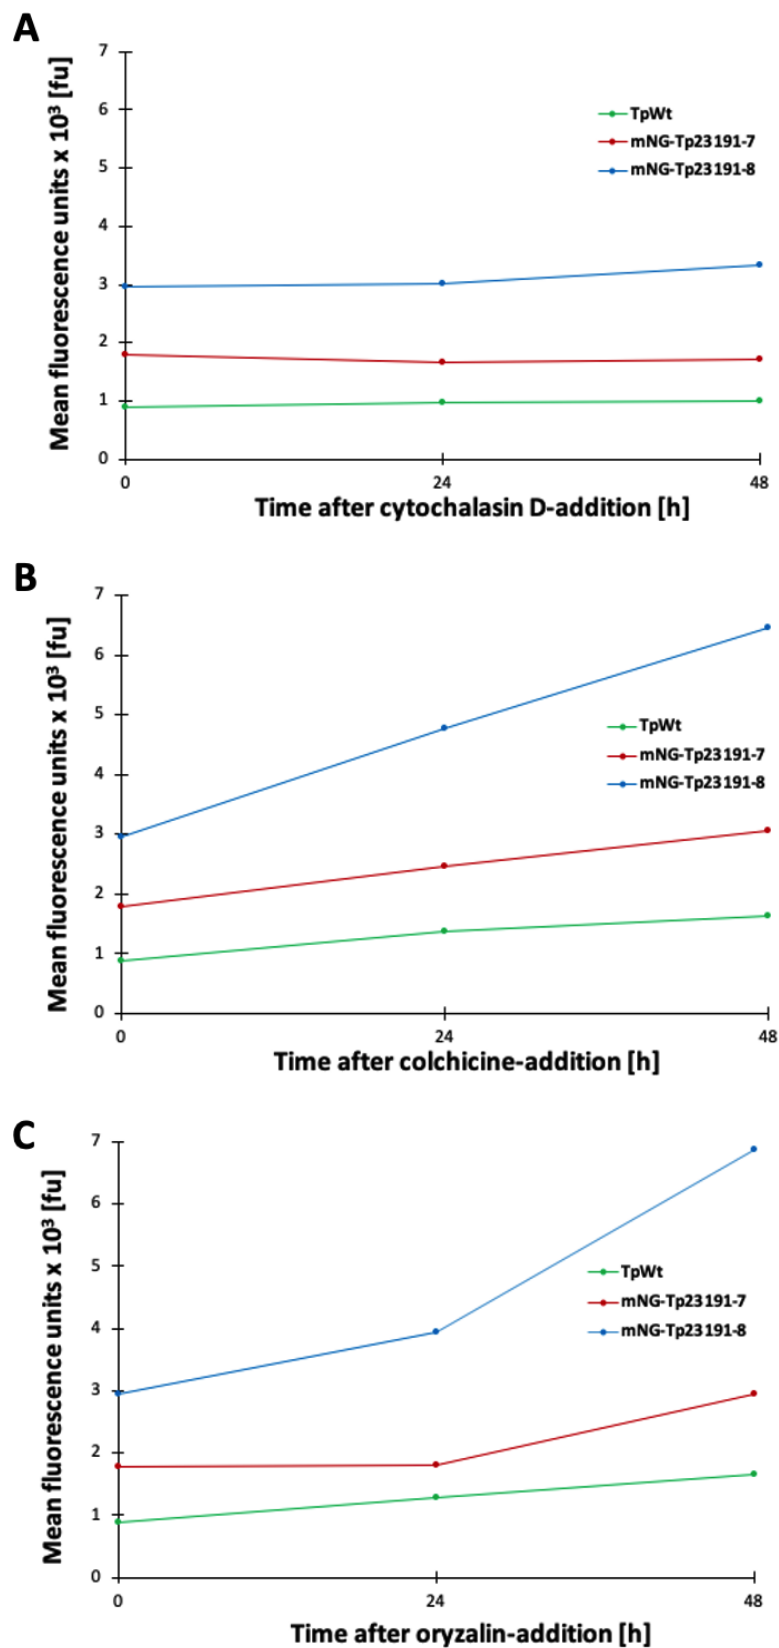 A
Mean fluorescence units x 10³ [fu]
7
6
5
4
3
2
1
0
TpWt
mNG-Tp23191-7
mNG-Tp23191-8
0 24 48
Time after cytochalasin D-addition [h]
B
Mean fluorescence units x 10³ [fu]
7
6
5
4
3
2
1
0
TpWt
mNG-Tp23191-7
mNG-Tp23191-8
0 24 48
Time after colchicine-addition [h]
C
Mean fluorescence units x 10³ [fu]
7
6
5
4
3
2
1
0
TpWt
mNG-Tp23191-7
mNG-Tp23191-8
0 24 48
Time after oryzalin-addition [h]